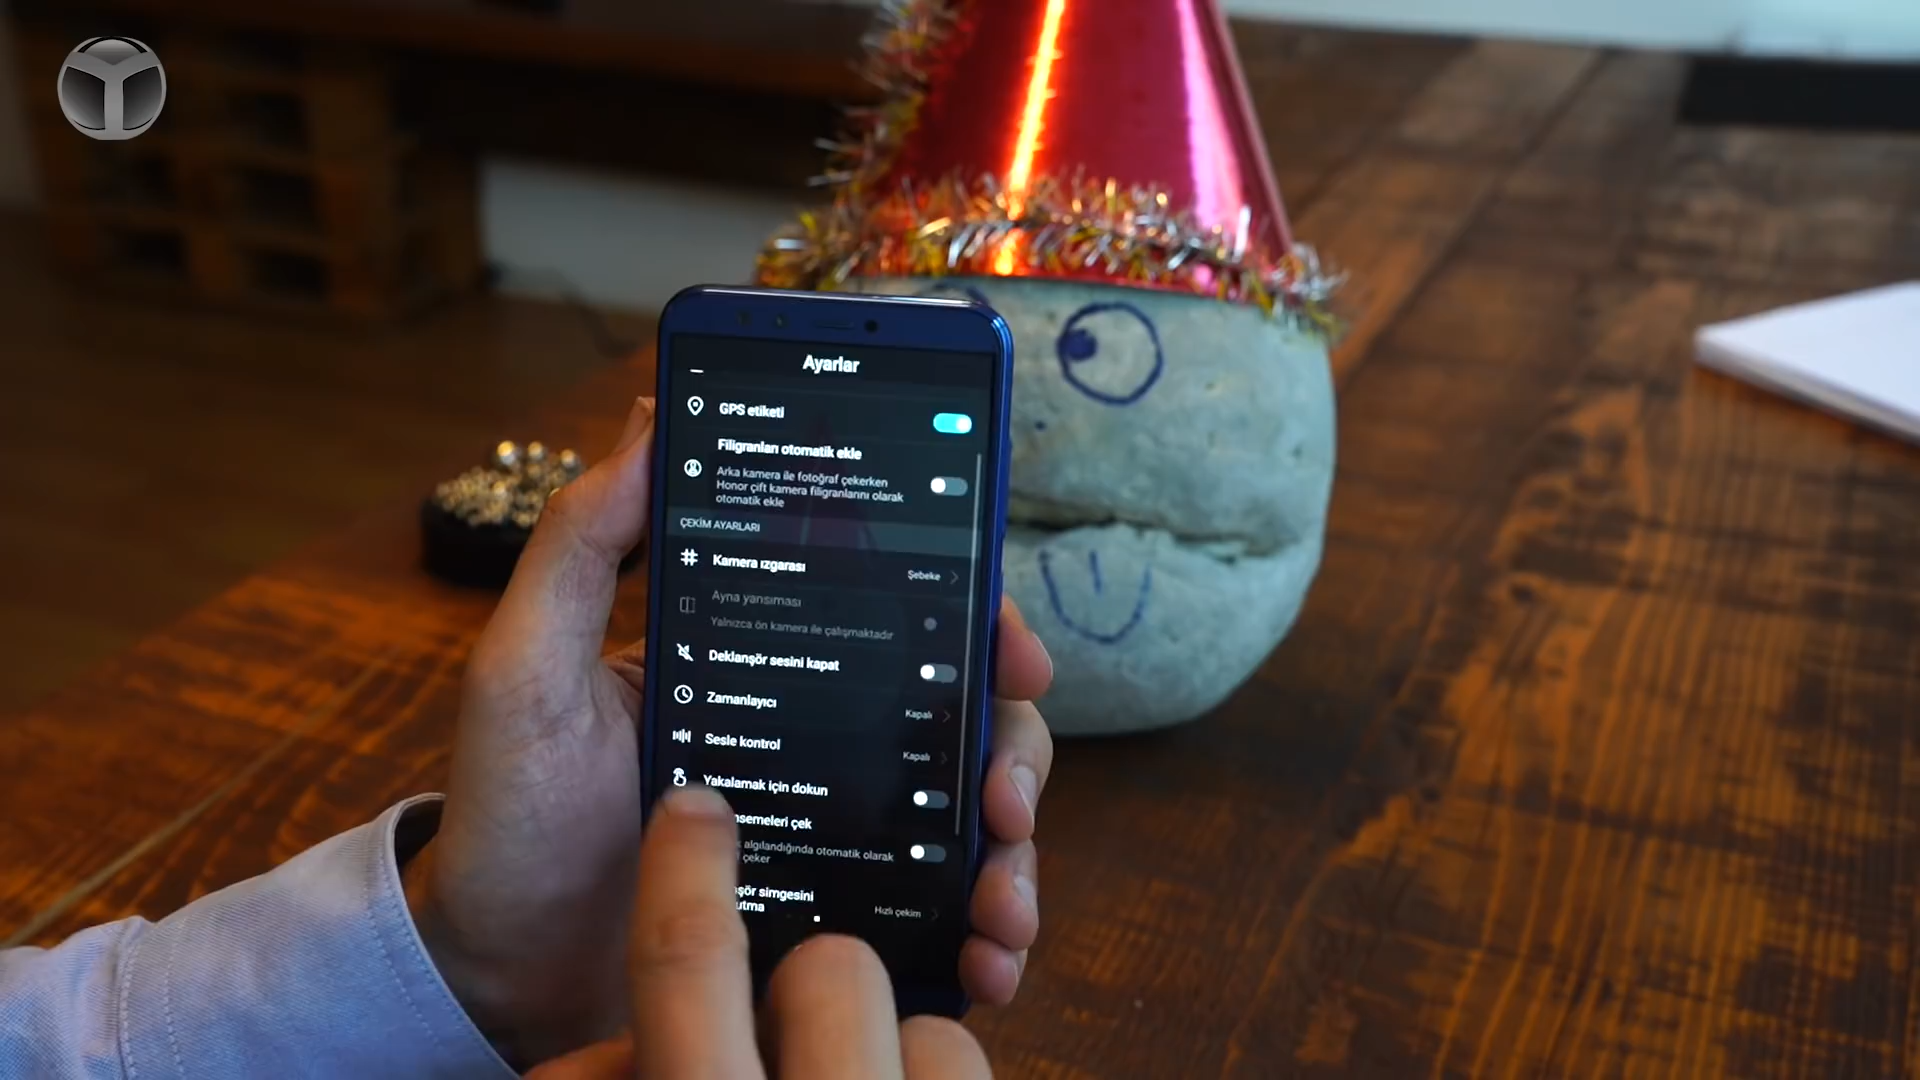 Ayarlar
GPS etiketi
Filigranları otomatik ekle
Arka kamera ile fotoğraf çekerken
Honor çift kamera filigranlarını olarak
otomatik ekle
ÇEKİM AYARLARI
Kamera ızgarası
Şebeke
Ayna yansıması
Yalnızca ön kamera ile çalışmaktadır
Deklanşör sesini kapat
Zamanlayıcı
Kapalı
Sesle kontrol
Kapalı
Yakalamak için dokun
çek
algılandığında otomatik olarak
çeker
simgesini
Hızlı çekim